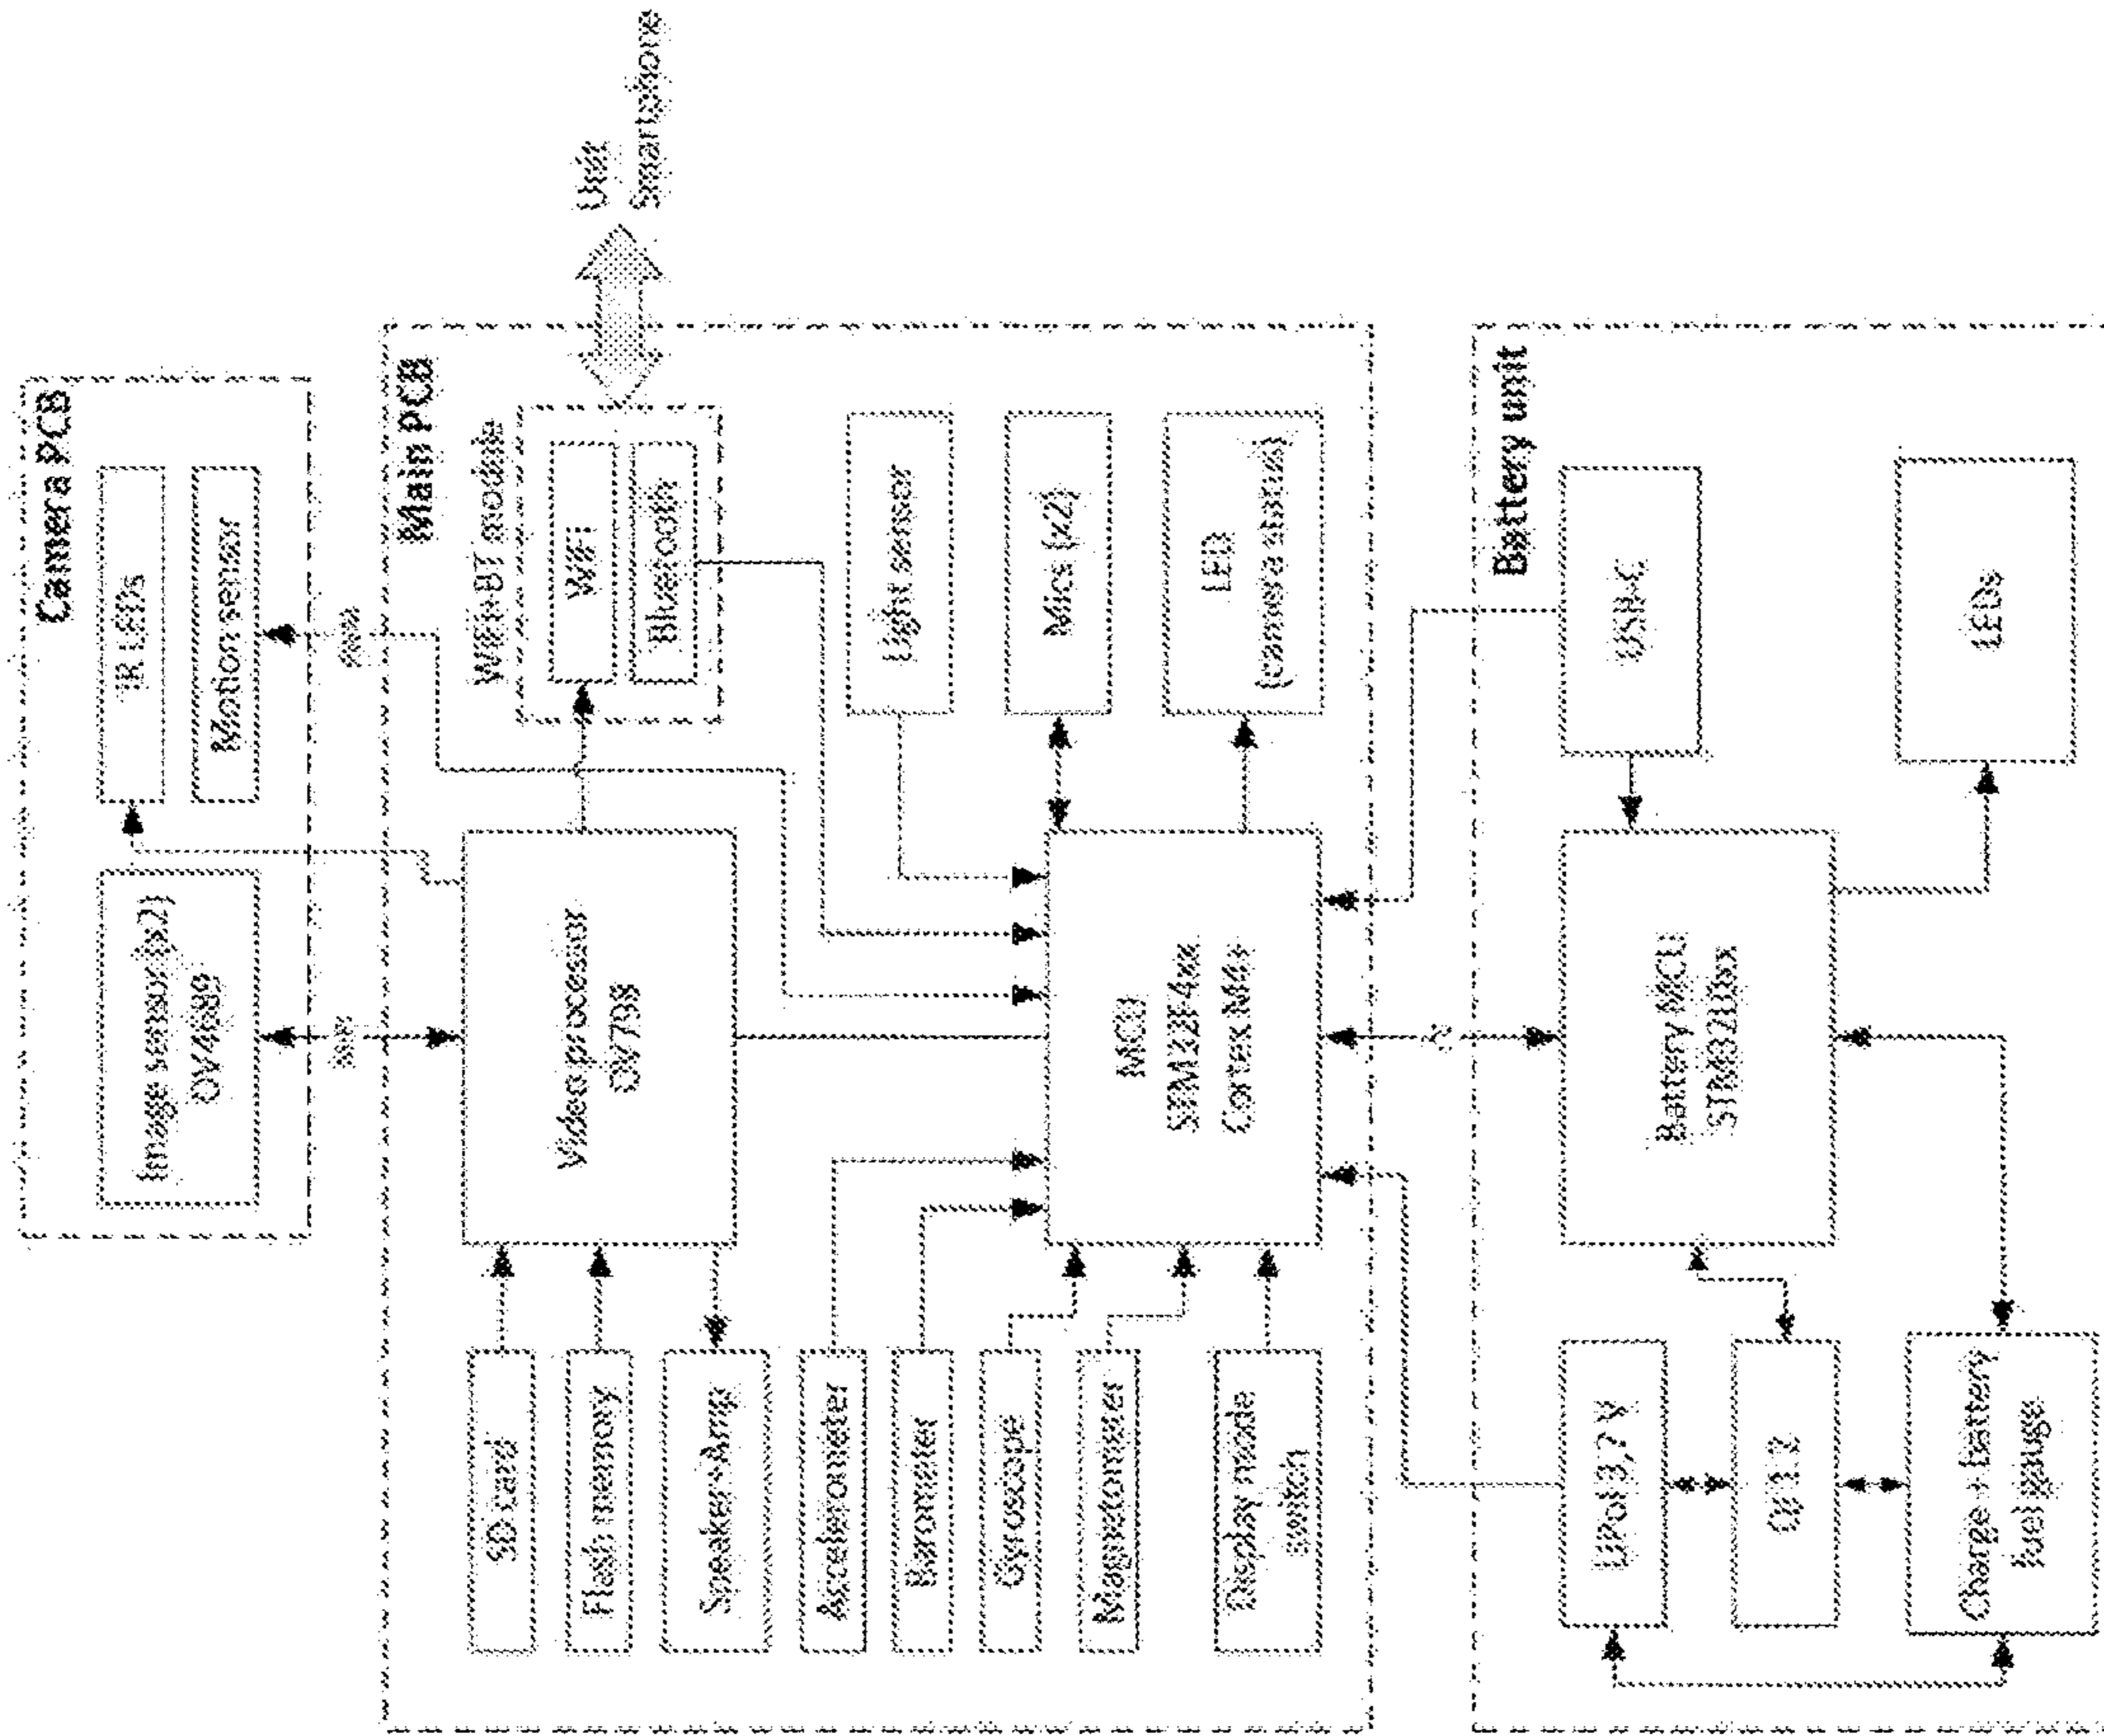 Camera PCB
Image sensor (x2)
OV4689
IR LEDs
Motion sensor
Main PCB
Video processor
OV798
WIFI+BT module
WIFI
Bluetooth
Unit
Smartphone
SD card
Flash memory
Speaker+Amp
Accelerometer
Barometer
Gyroscope
Magnetometer
Display mode
switch
MCU
STM32F4xx
Cortex M4+
Light sensor
Mics (x2)
LED
(camera status)
Battery unit
LiPol 3,7 V
Charge + battery
fuel gauge
Battery MCU
STM32L0xx
USB-C
LEDs